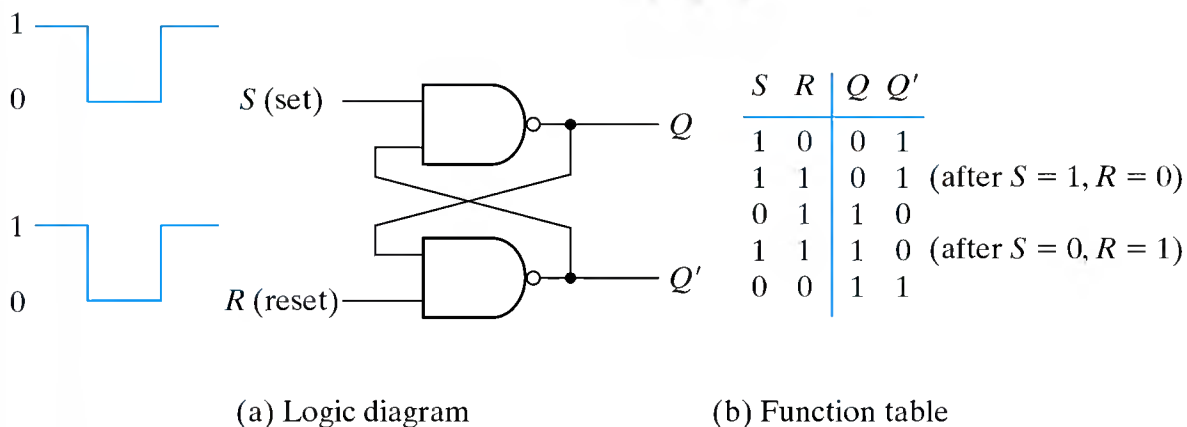 1
0
S (set)
Q
1
0
R (reset)
Q'
S R Q Q'
1 0 0 1
1 1 0 1 (after S = 1, R = 0)
0 1 1 0
1 1 1 0 (after S = 0, R = 1)
0 0 1 1
(a) Logic diagram
(b) Function table